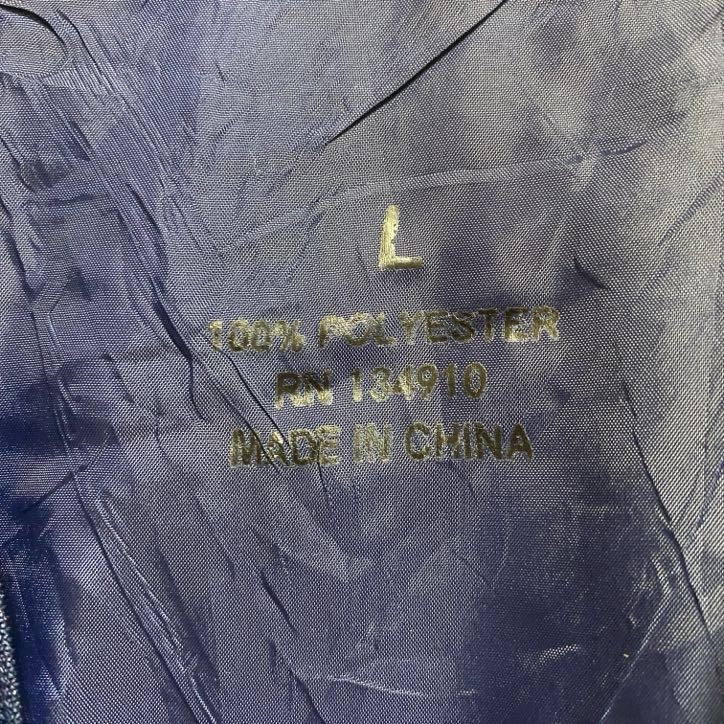 L
100% POLYESTER
RN 134910
MADE IN CHINA